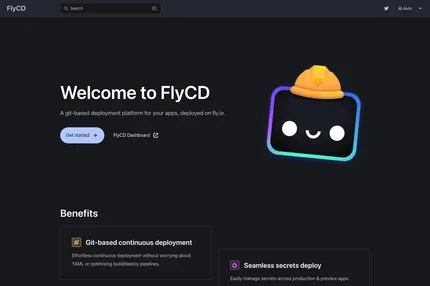 FlyCD
Search
Auto
Welcome to FlyCD
A git-based deployment platform for your apps, deployed on fly.io.
Get started
FlyCD Dashboard
Benefits
Git-based continuous deployment
Effortless continuous deployment without worrying about
YAML or optimising build/deploy pipelines.
Seamless secrets deploy
Easily manage secrets across production & preview apps.